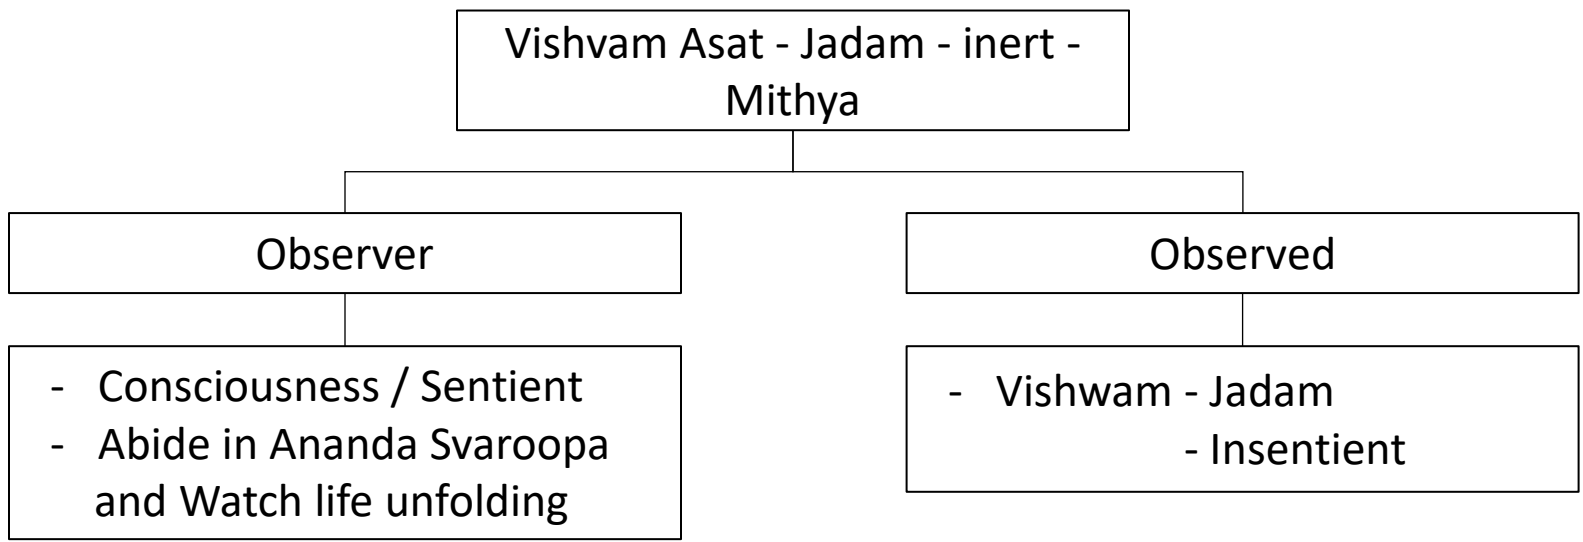 Vishvam Asat - Jadam - inert -
Mithya
Observer
Observed
- Consciousness / Sentient
- Abide in Ananda Svaroopa
and Watch life unfolding
- Vishwam - Jadam
- Insentient